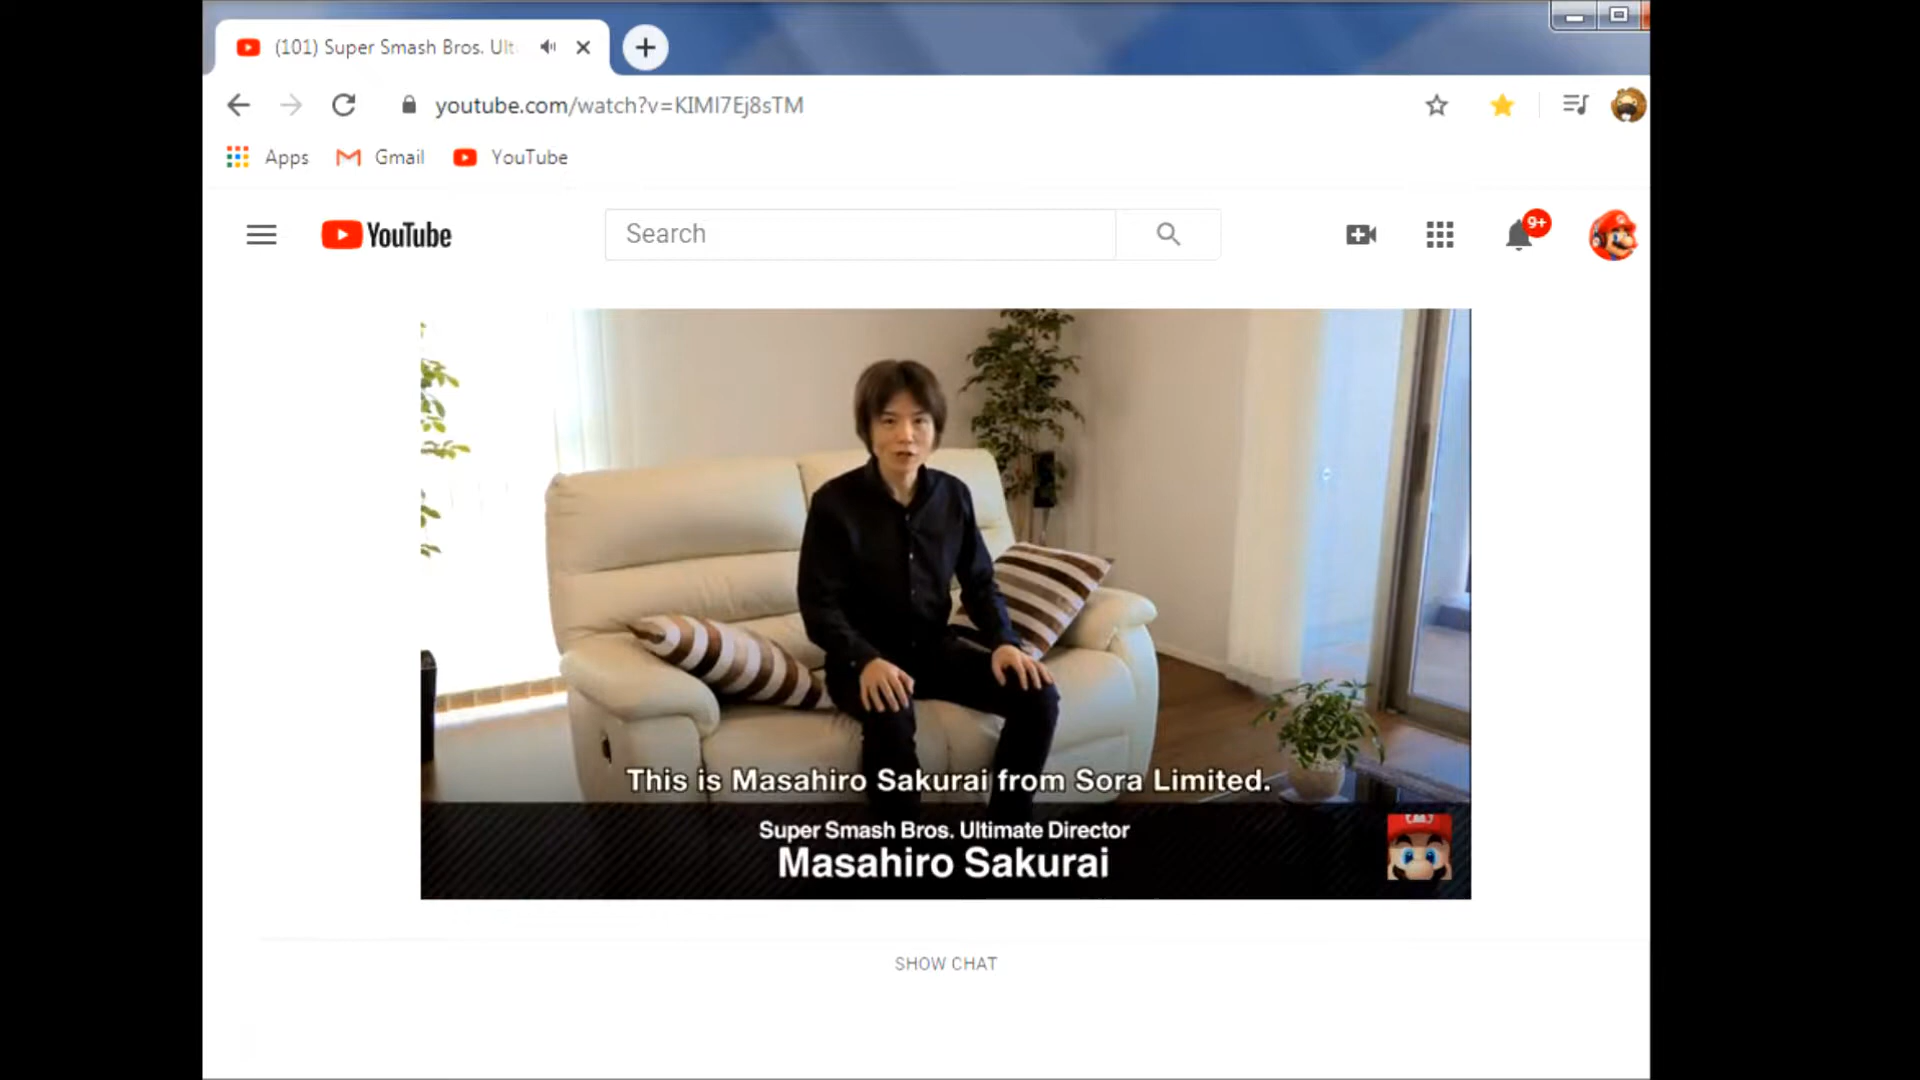 (101) Super Smash Bros. Ult
youtube.com/watch?v=KIMI7Ej8sTM
Apps
Gmail
YouTube
YouTube
Search
9+
This is Masahiro Sakurai from Sora Limited.
Super Smash Bros. Ultimate Director
Masahiro Sakurai
SHOW CHAT